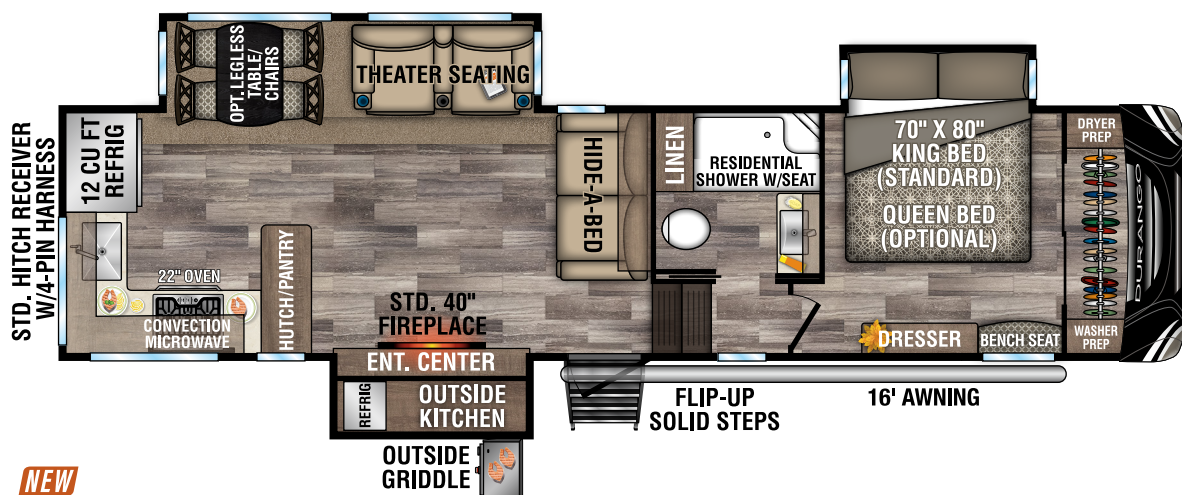 STD. HITCH RECEIVER
W/4-PIN HARNESS
12 CU FT
REFRIG
OPT. LEGLESS
TABLE/
CHAIRS
THEATER SEATING
HIDE-A-BED
LINEN
RESIDENTIAL
SHOWER W/SEAT
70" X 80"
KING BED
(STANDARD)
QUEEN BED
(OPTIONAL)
DRYER
PREP
DURANGO
22" OVEN
CONVECTION
MICROWAVE
HUTCH/PANTRY
STD. 40"
FIREPLACE
ENT. CENTER
DRESSER
BENCH SEAT
WASHER
PREP
REFRIG
OUTSIDE
KITCHEN
FLIP-UP
SOLID STEPS
16' AWNING
OUTSIDE
GRIDDLE
NEW